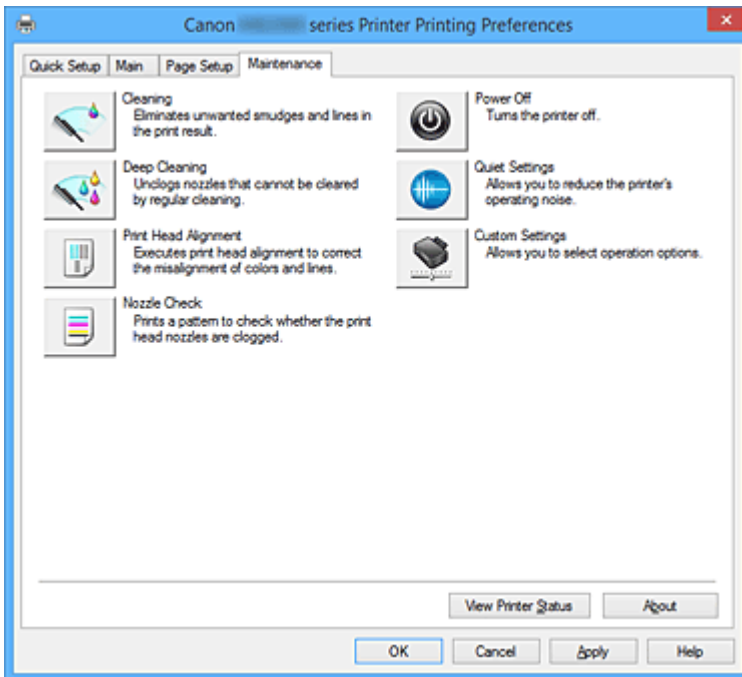 Canon series Printer Printing Preferences
Quick Setup Main Page Setup Maintenance
Cleaning
Eliminates unwanted smudges and lines in
the print result.
Deep Cleaning
Unclogs nozzles that cannot be cleared
by regular cleaning.
Print Head Alignment
Executes print head alignment to correct
the misalignment of colors and lines.
Nozzle Check
Prints a pattern to check whether the print
head nozzles are clogged.
Power Off
Turns the printer off.
Quiet Settings
Allows you to reduce the printer's
operating noise.
Custom Settings
Allows you to select operation options.
View Printer Status About
OK Cancel Apply Help